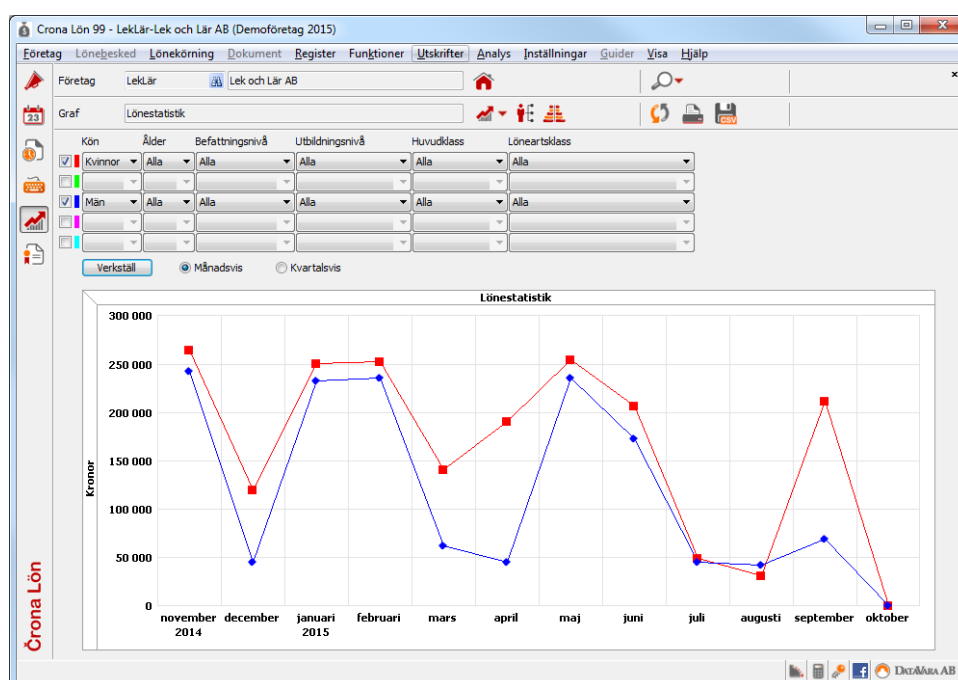 Crona Lön 99 - LekLär-Lek och Lär AB (Demoföretag 2015)
Företag Lönebesked Lönekörning Dokument Register Funktioner Utskrifter Analys Inställningar Guider Visa Hjälp
Företag LekLär Lek och Lär AB
23 Graf Lönestatistik CSV
Kön Ålder Befattningsnivå Utbildningsnivå Huvudklass Löneartsklass
Kvinnor Alla Alla Alla Alla Alla
Män Alla Alla Alla Alla Alla
Verkställ Månadsvis Kvartalsvis
Lönestatistik
300 000
250 000
200 000
150 000
100 000
50 000
0
Kronor
november december januari februari mars april maj juni juli augusti september oktober
2014 2015
Crona Lön
DATAVARA AB